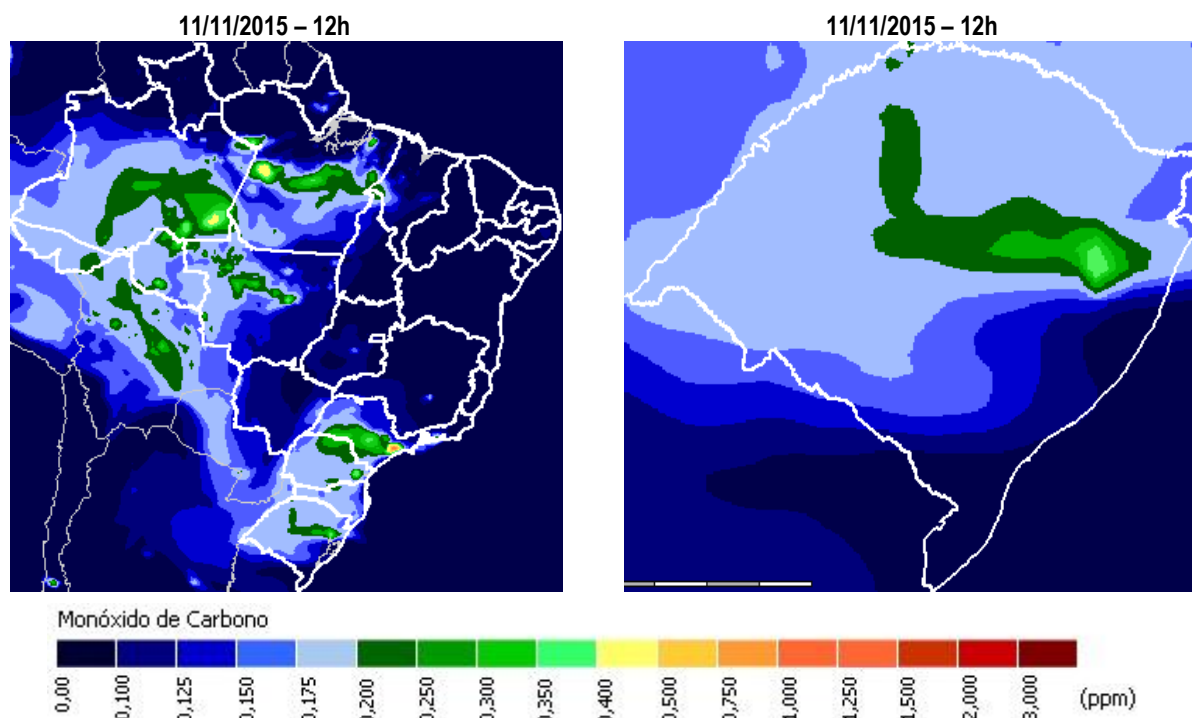 11/11/2015 – 12h
11/11/2015 – 12h
Monóxido de Carbono
0,00 0,100 0,125 0,150 0,175 0,200 0,250 0,300 0,350 0,400 0,500 0,750 1,000 1,250 1,500 2,000 3,000 (ppm)